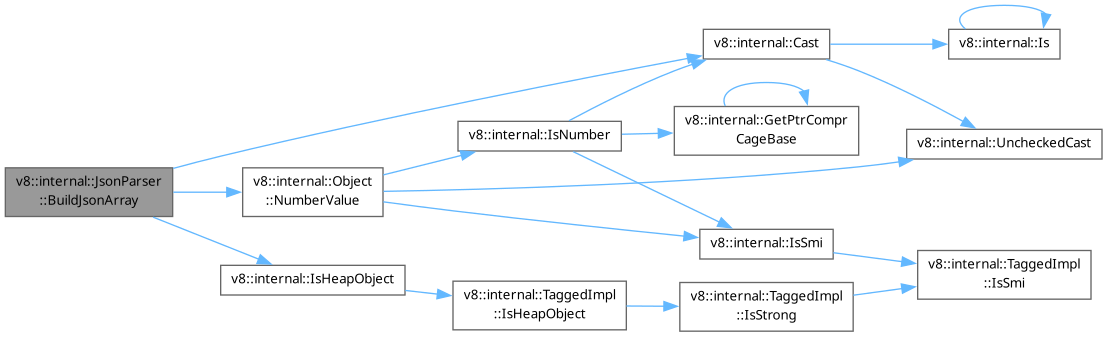 v8::internal::JsonParser
::BuildJsonArray
v8::internal::Object
::NumberValue
v8::internal::IsHeapObject
v8::internal::IsNumber
v8::internal::TaggedImpl
::IsHeapObject
v8::internal::Cast
v8::internal::GetPtrCompr
CageBase
v8::internal::IsSmi
v8::internal::TaggedImpl
::IsStrong
v8::internal::Is
v8::internal::UncheckedCast
v8::internal::TaggedImpl
::IsSmi